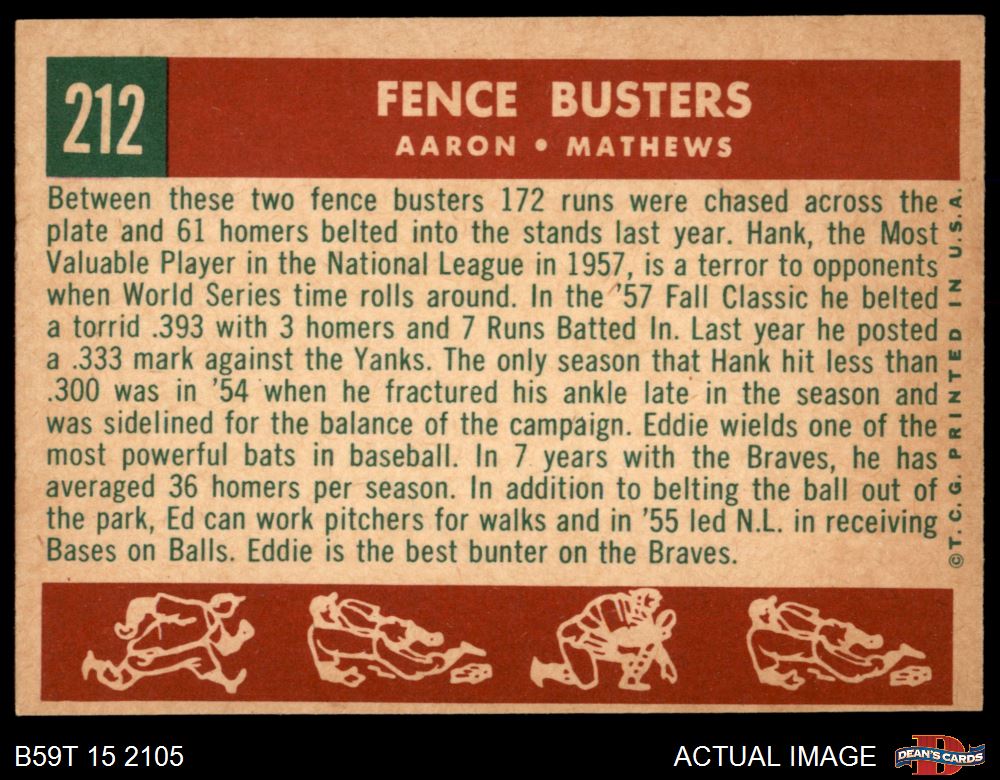 212
FENCE BUSTERS
AARON • MATHEWS
Between these two fence busters 172 runs were chased across the
plate and 61 homers belted into the stands last year. Hank, the Most
Valuable Player in the National League in 1957, is a terror to opponents
when World Series time rolls around. In the '57 Fall Classic he belted
a torrid .393 with 3 homers and 7 Runs Batted In. Last year he posted
a .333 mark against the Yanks. The only season that Hank hit less than
.300 was in '54 when he fractured his ankle late in the season and
was sidelined for the balance of the campaign. Eddie wields one of the
most powerful bats in baseball. In 7 years with the Braves, he has
averaged 36 homers per season. In addition to belting the ball out of
the park, Ed can work pitchers for walks and in '55 led N.L. in receiving
Bases on Balls. Eddie is the best bunter on the Braves.
©T.C.G. PRINTED IN U.S.A.
B59T 15 2105
ACTUAL IMAGE
DEAN'S CARDS